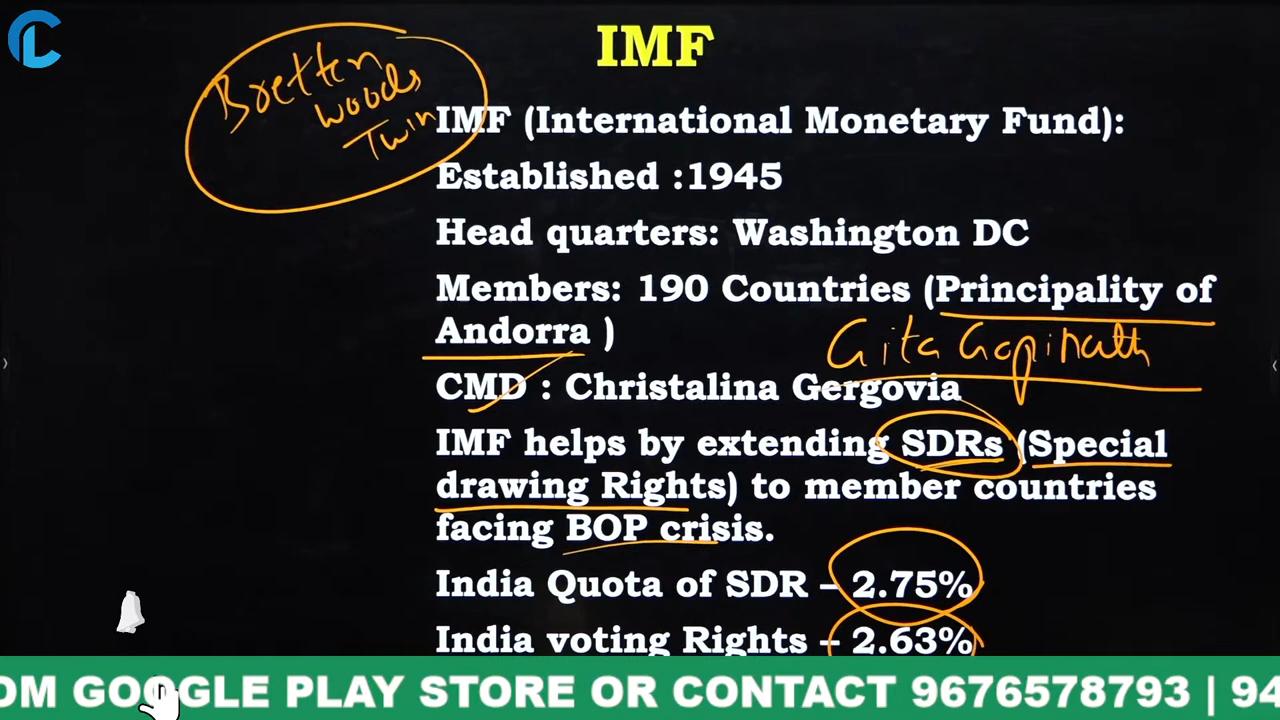 IMF
Bretten
woods
Twin
IMF (International Monetary Fund):
Established :1945
Head quarters: Washington DC
Members: 190 Countries (Principality of
Andorra )
Gita Gopinath
CMD : Christalina Gergovia
IMF helps by extending SDRs (Special
drawing Rights) to member countries
facing BOP crisis.
India Quota of SDR – 2.75%
India voting Rights – 2.63%
OM GOOGLE PLAY STORE OR CONTACT 9676578793 | 94